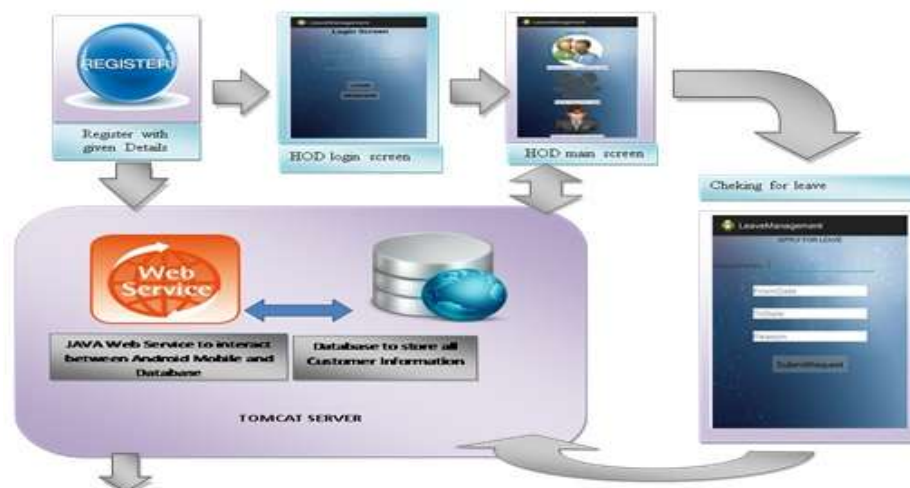 REGISTER
Register with
given Details
LeaveManagement
Login Screen
HOD login screen
LeaveManagement
HOD main screen
Cheking for leave
LeaveManagement
APPLY FOR LEAVE
FromDate
ToDate
Reason
SubmitRequest
Web
Service
JAVA Web Service to interact
between Android Mobile and
Database
Database to store all
Customer Information
TOMCAT SERVER